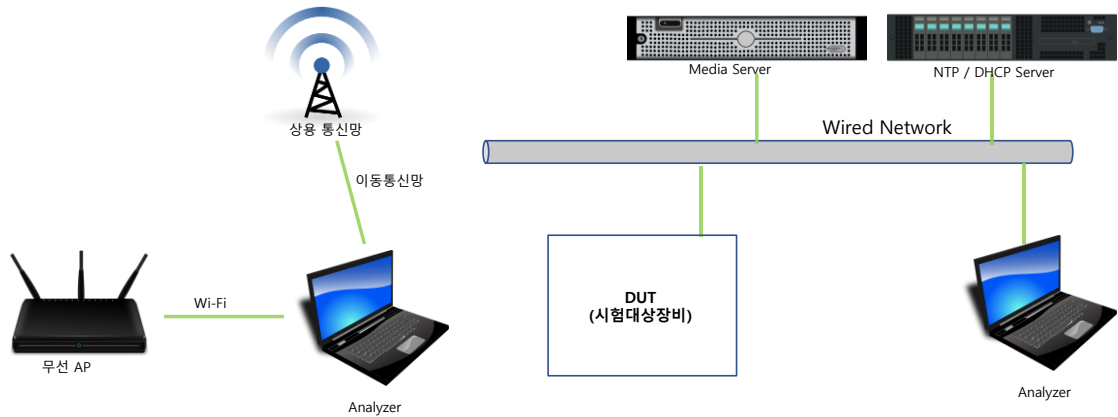 Media Server
NTP / DHCP Server
상용 통신망
Wired Network
이동통신망
Wi-Fi
DUT
(시험대상장비)
무선 AP
Analyzer
Analyzer